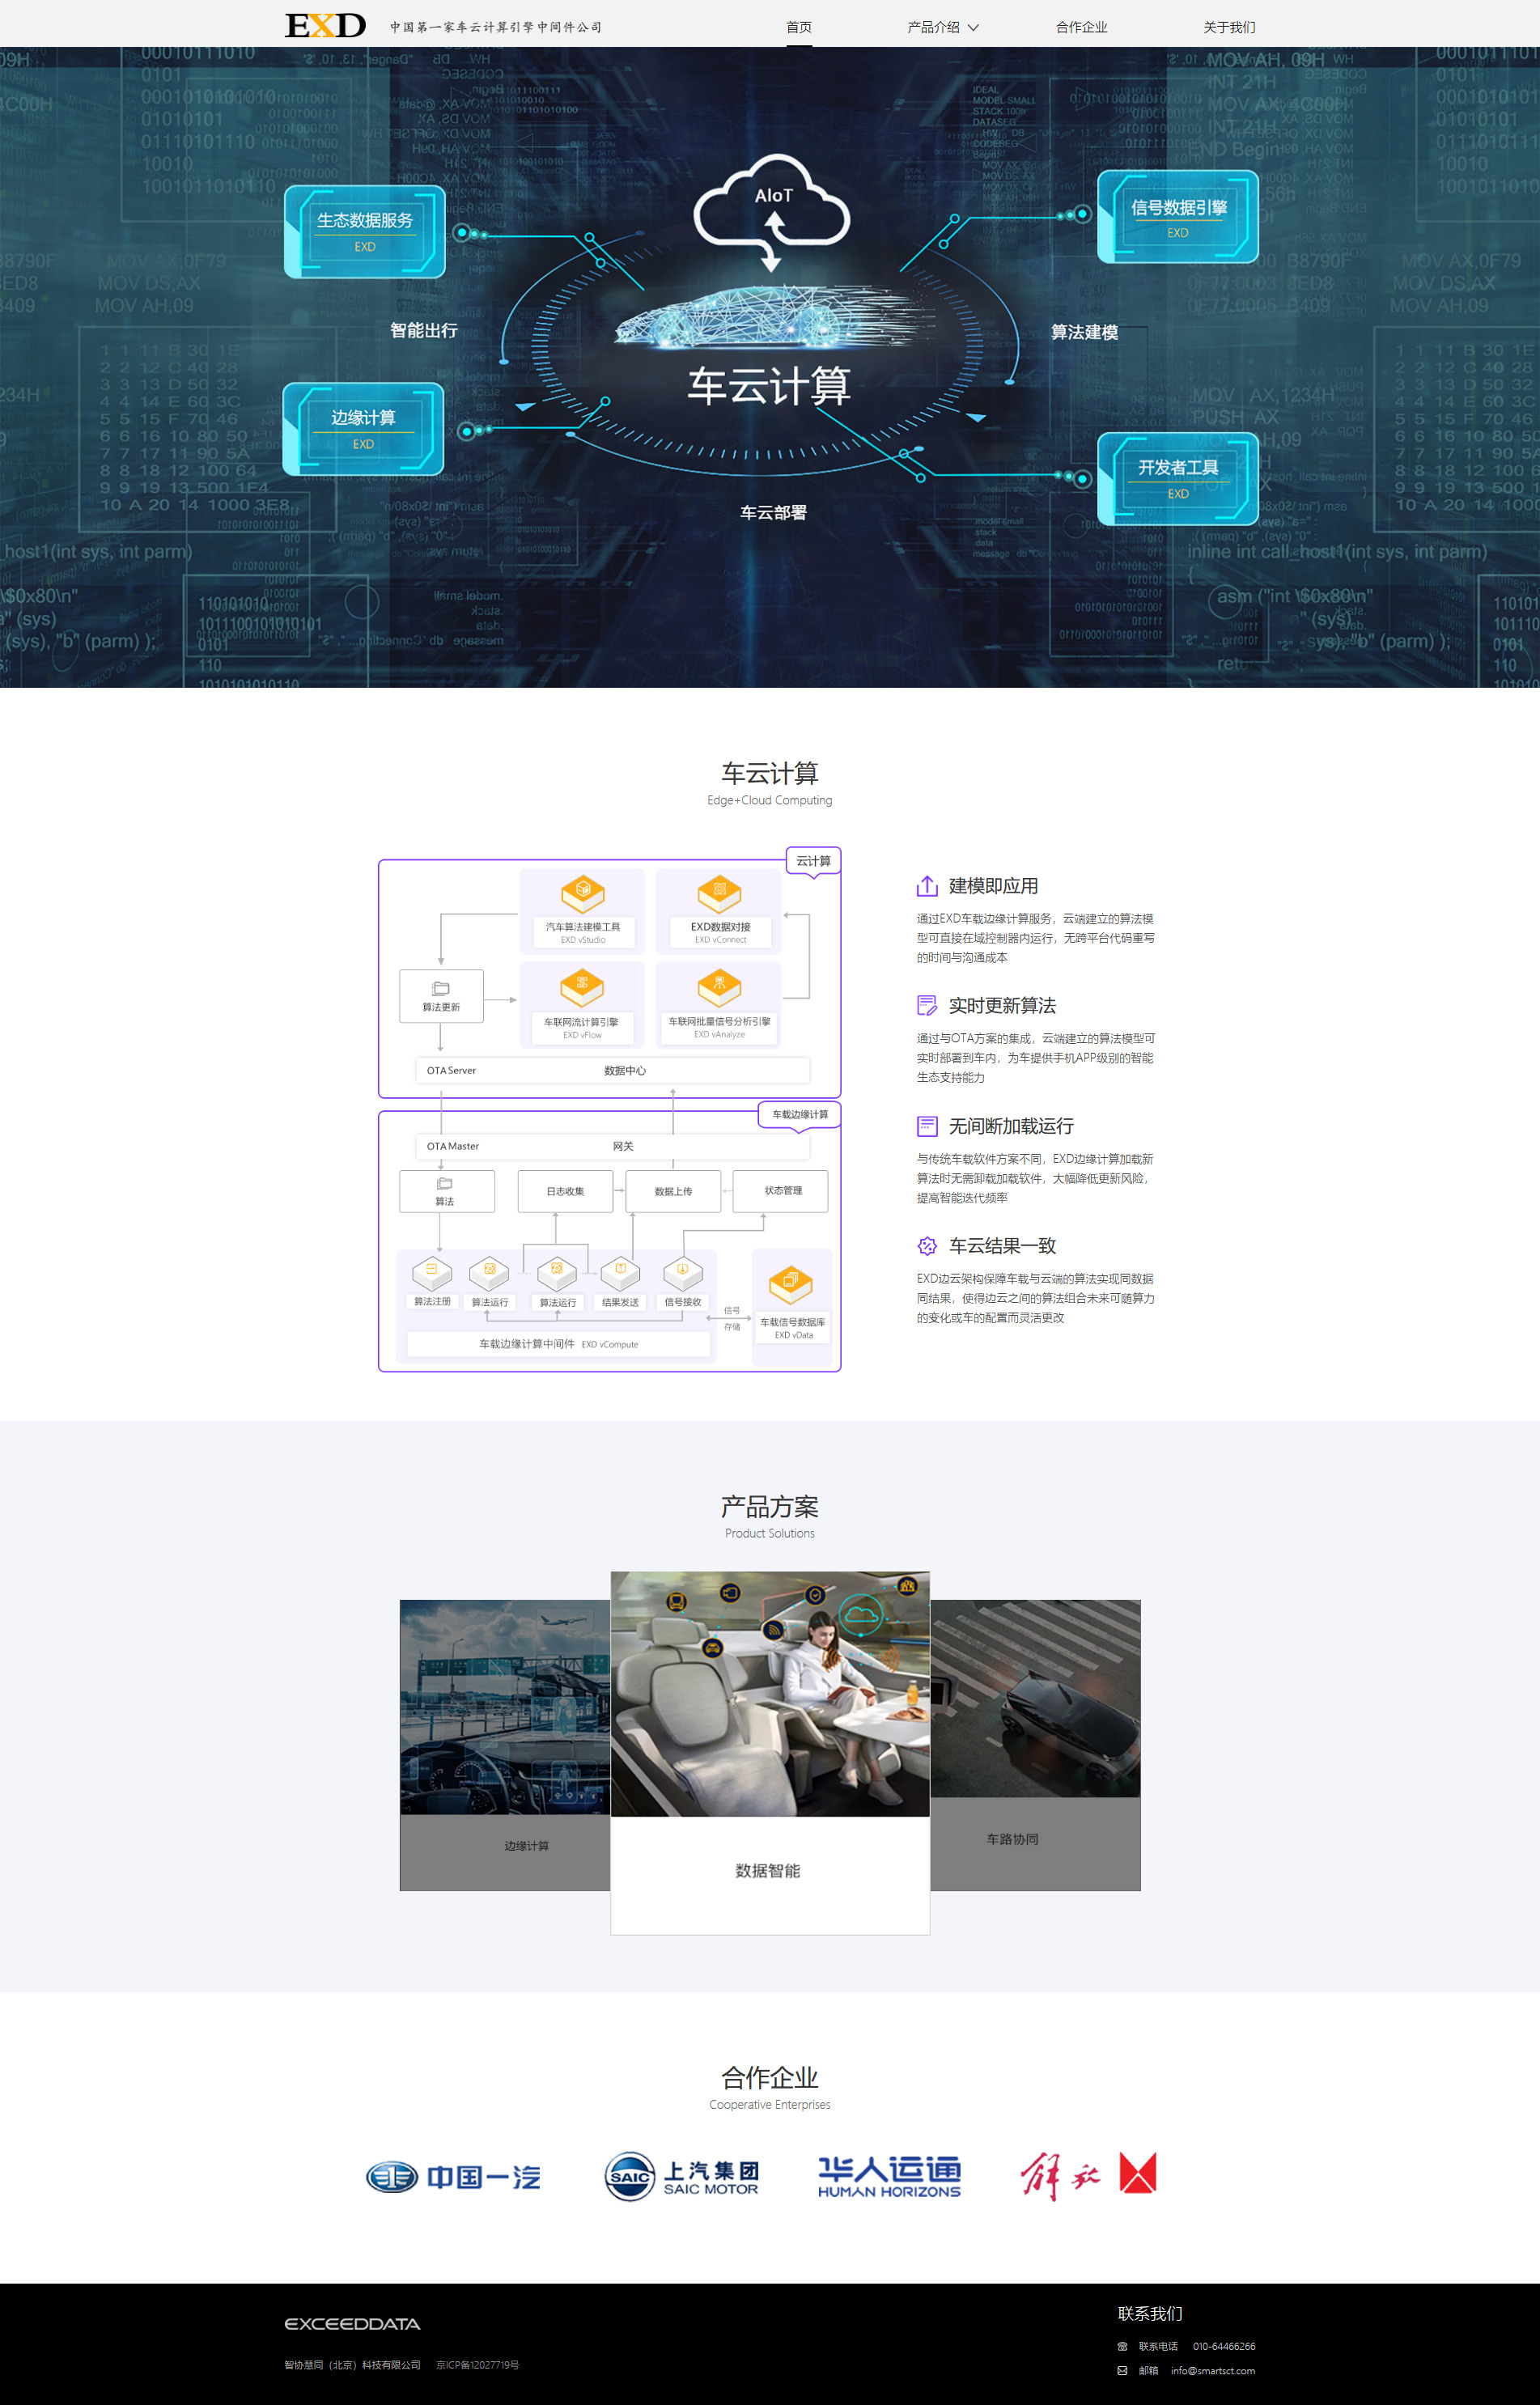 EXD
中国第一家车云计算引擎中间件公司
首页
产品介绍
合作企业
关于我们
AIoT
生态数据服务
EXD
信号数据引擎
EXD
智能出行
算法建模
车云计算
边缘计算
EXD
开发者工具
EXD
车云部署
车云计算
Edge+Cloud Computing
云计算
汽车算法建模工具
EXD vStudio
EXD数据对接
EXD vConnect
算法更新
车联网流计算引擎
EXD vFlow
车联网批量信号分析引擎
EXD vAnalyze
OTA Server
数据中心
车载边缘计算
OTA Master
网关
算法
日志收集
数据上传
状态管理
算法注册
算法运行
算法运行
结果发送
信号接收
信号
存储
车载信号数据库
EXD vData
车载边缘计算中间件 EXD vCompute
建模即应用
通过EXD车载边缘计算服务，云端建立的算法模
型可直接在域控制器内运行，无跨平台代码重写
的时间与沟通成本
实时更新算法
通过与OTA方案的集成，云端建立的算法模型可
实时部署到车内，为车提供手机APP级别的智能
生态支持能力
无间断加载运行
与传统车载软件方案不同，EXD边缘计算加载新
算法时无需卸载加载软件，大幅降低更新风险，
提高智能迭代频率
车云结果一致
EXD边云架构保障车载与云端的算法实现同数据
同结果，使得边云之间的算法组合未来可随算力
的变化或车的配置而灵活更改
产品方案
Product Solutions
边缘计算
数据智能
车路协同
合作企业
Cooperative Enterprises
中国一汽
SAIC
上汽集团
SAIC MOTOR
华人运通
HUMAN HORIZONS
解放
EXCEEDDATA
智协慧同（北京）科技有限公司 京ICP备12027719号
联系我们
联系电话 010-64466266
邮箱 info@smartsct.com